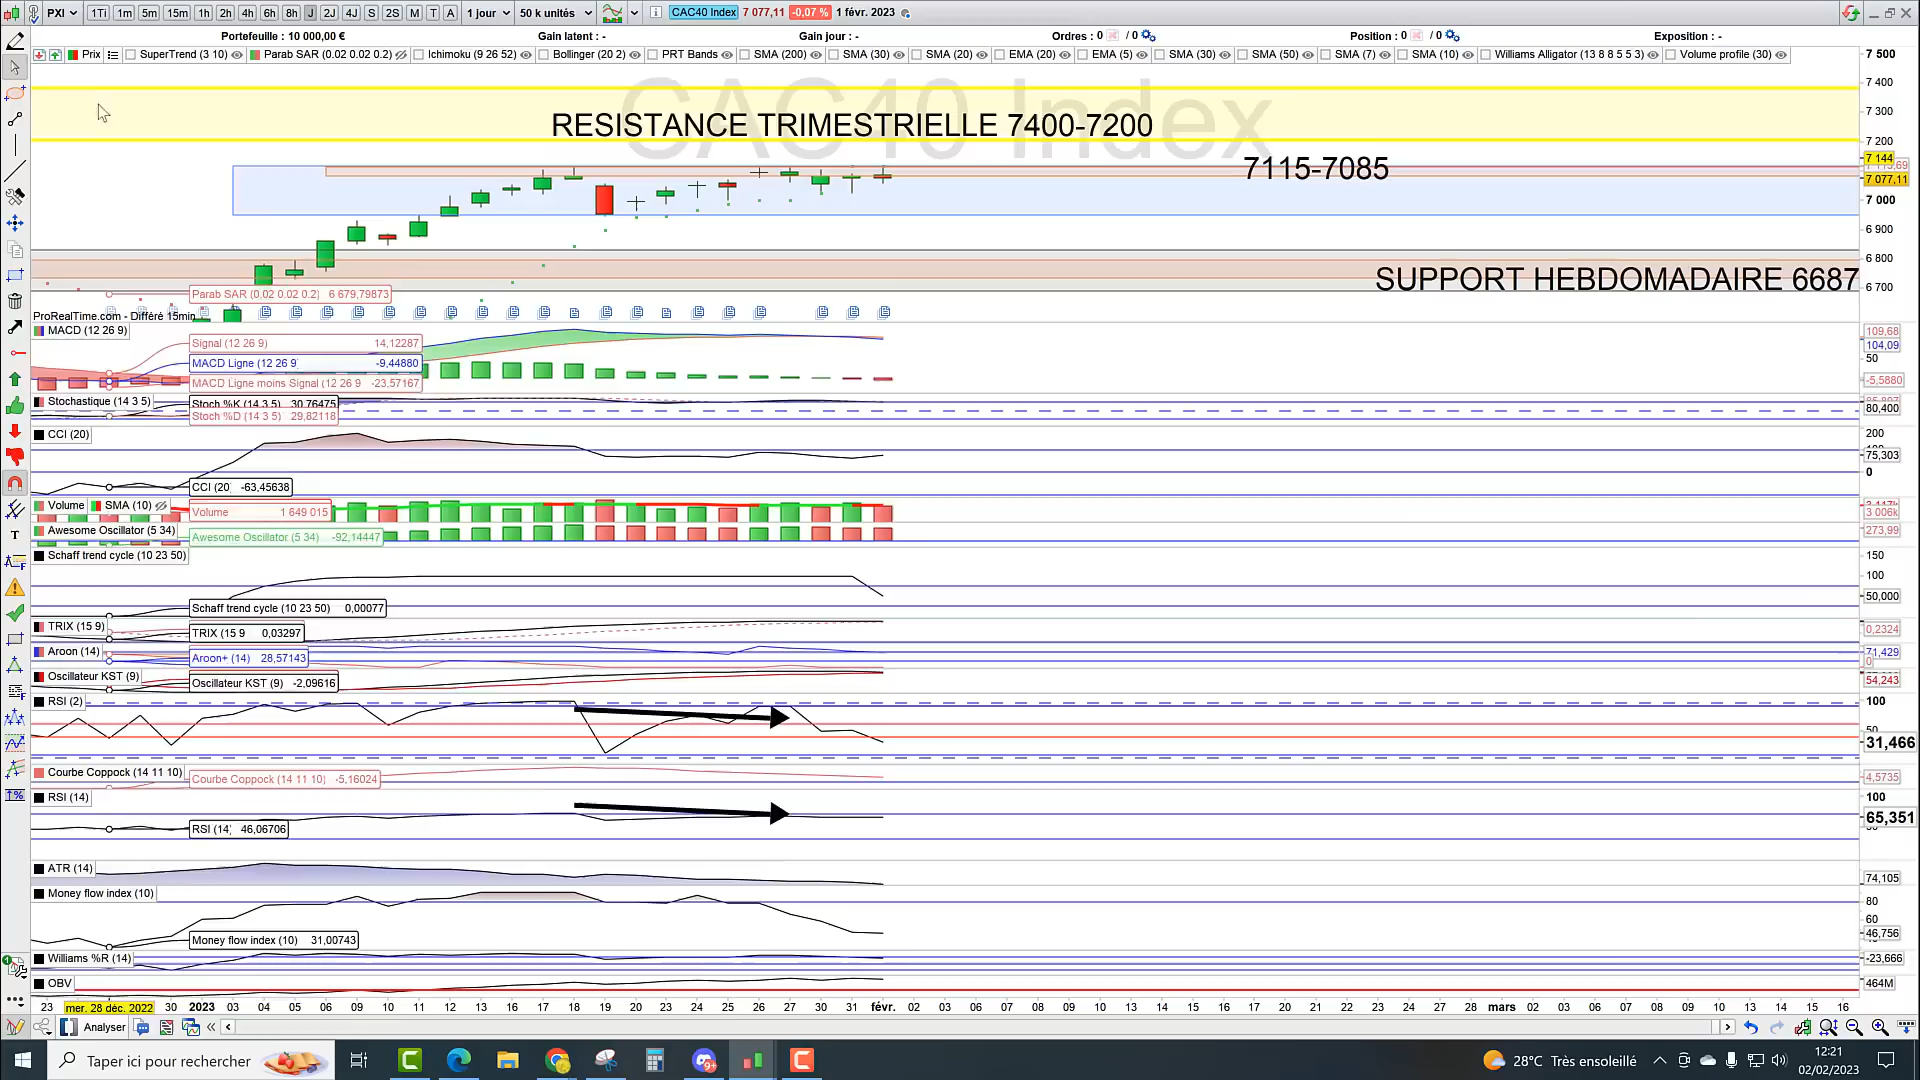 PXI 1Ti 1m 5m 15m 1h 2h 4h 6h 8h J 2J 4J S 2S M T A 1 jour 50 k unités CAC40 Index 7 077,11 -0,07 % 1 févr. 2023
Portefeuille : 10 000,00 € Gain latent : - Gain jour : - Ordres : 0 / 0 Position : 0 / 0 Exposition : -
Prix SuperTrend (3 10) Parab SAR (0.02 0.02 0.2) Ichimoku (9 26 52) Bollinger (20 2) PRT Bands SMA (200) SMA (30) SMA (20) EMA (20) EMA (5) SMA (30) SMA (50) SMA (7) SMA (10) Williams Alligator (13 8 8 5 5 3) Volume profile (30)
7 500
7 400
CAC40 Index
7 300
RESISTANCE TRIMESTRIELLE 7400-7200
7 200
7 144
7115-7085
7 077,11
7 000
6 900
6 800
SUPPORT HEBDOMADAIRE 6687
6 700
Parab SAR (0.02 0.02 0.2) 6 679,79873
ProRealTime.com - Différé 15min
MACD (12 26 9) 109,68
Signal (12 26 9) 14,12287 104,09
MACD Ligne (12 26 9) -9,44880 50
MACD Ligne moins Signal (12 26 9 -23,57167 -5,5880
Stochastique (14 3 5) Stoch %K (14 3 5) 30,76475
Stoch %D (14 3 5) 29,82118 80,400
CCI (20) 200
75,303
0
CCI (20) -63,45638
Volume SMA (10) Volume 1 649 015 3 006k
Awesome Oscillator (5 34) Awesome Oscillator (5 34) -92,14447 273,99
Schaff trend cycle (10 23 50) 150
100
50,000
Schaff trend cycle (10 23 50) 0,00077
TRIX (15 9) TRIX (15 9 0,03297 0,2324
Aroon (14) Aroon+ (14) 28,57143 71,429
0
Oscillateur KST (9) Oscillateur KST (9) -2,09616 54,243
RSI (2) 100
31,466
Courbe Coppock (14 11 10) Courbe Coppock (14 11 10) -5,16024 4,5735
RSI (14) 100
65,351
RSI (14) 46,06706
ATR (14) 74,105
Money flow index (10) 80
60
Money flow index (10) 31,00743 46,756
Williams %R (14) -23,666
OBV 464M
23 mer. 28 déc. 2022 30 2023 03 04 05 06 09 10 11 12 13 16 17 18 19 20 23 24 25 26 27 30 31 févr. 02 03 06 07 08 09 10 13 14 15 16 17 20 21 22 23 24 27 28 mars 02 03 06 07 08 09 10 13 14 15 16
Analyser
Taper ici pour rechercher 9+ 28°C Très ensoleillé 12:21
02/02/2023